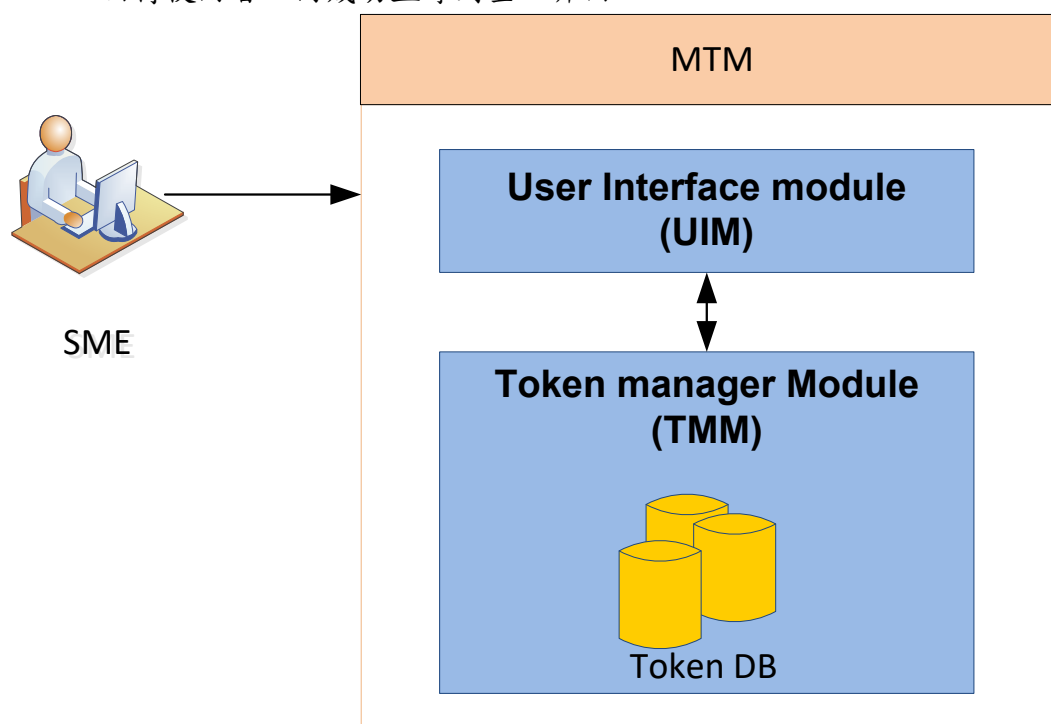 MTM
User Interface module
(UIM)
SME
Token manager Module
(TMM)
Token DB